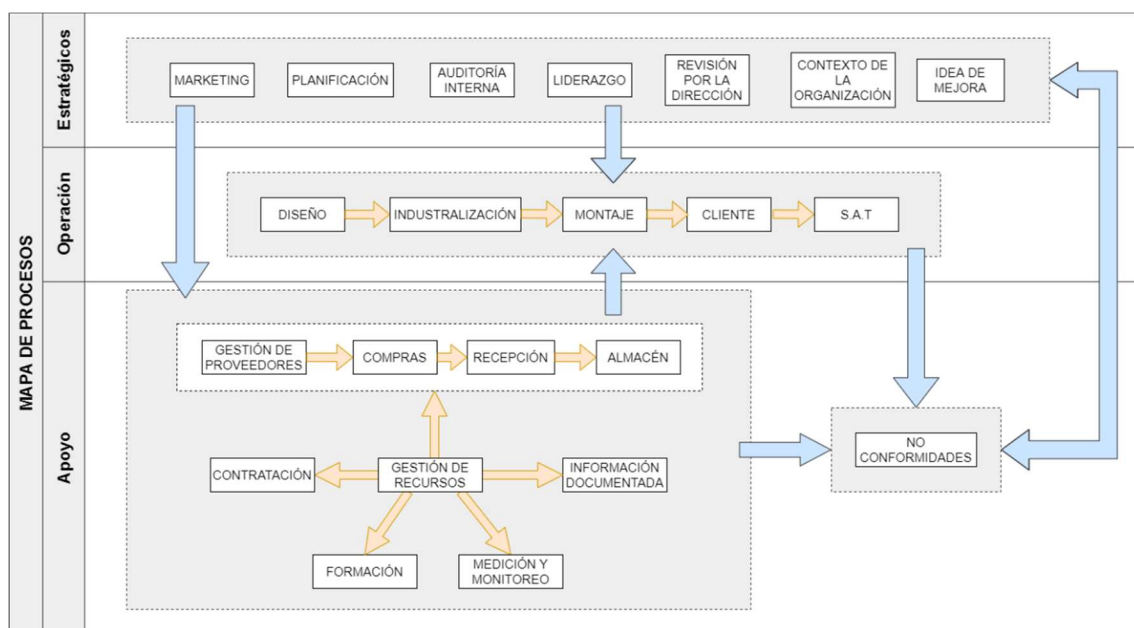 MAPA DE PROCESOS
Estratégicos
MARKETING
PLANIFICACIÓN
AUDITORÍA
INTERNA
LIDERAZGO
REVISIÓN
POR LA
DIRECCIÓN
CONTEXTO DE
LA
ORGANIZACIÓN
IDEA DE
MEJORA
Operación
DISEÑO
INDUSTRALIZACIÓN
MONTAJE
CLIENTE
S.A.T
Apoyo
GESTIÓN DE
PROVEEDORES
COMPRAS
RECEPCIÓN
ALMACÉN
CONTRATACIÓN
GESTIÓN DE
RECURSOS
INFORMACIÓN
DOCUMENTADA
FORMACIÓN
MEDICIÓN Y
MONITOREO
NO
CONFORMIDADES